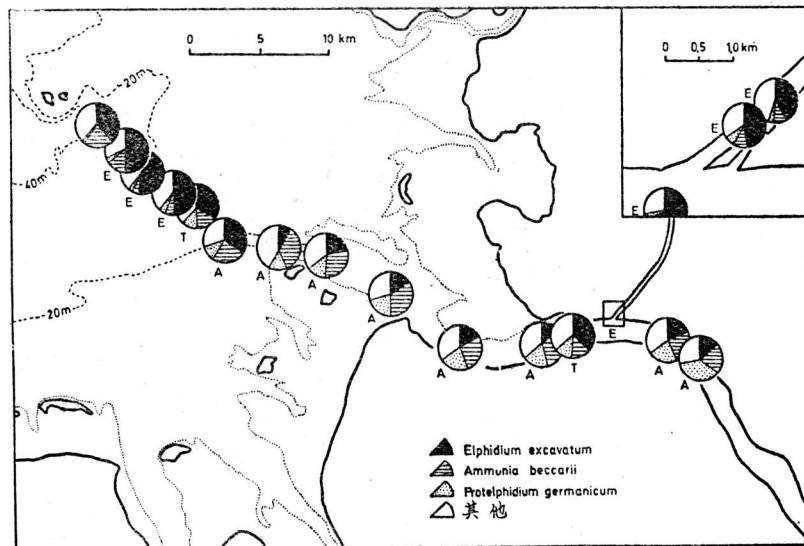 0 5 10 km
0 0,5 1,0 km
20m
40m
20m
E
E
E
T
A
A
A
A
A
A
T
E
A
A
E
E
E
Elphidium excavatum
Ammunia beccarii
Protelphidium germanicum
其他